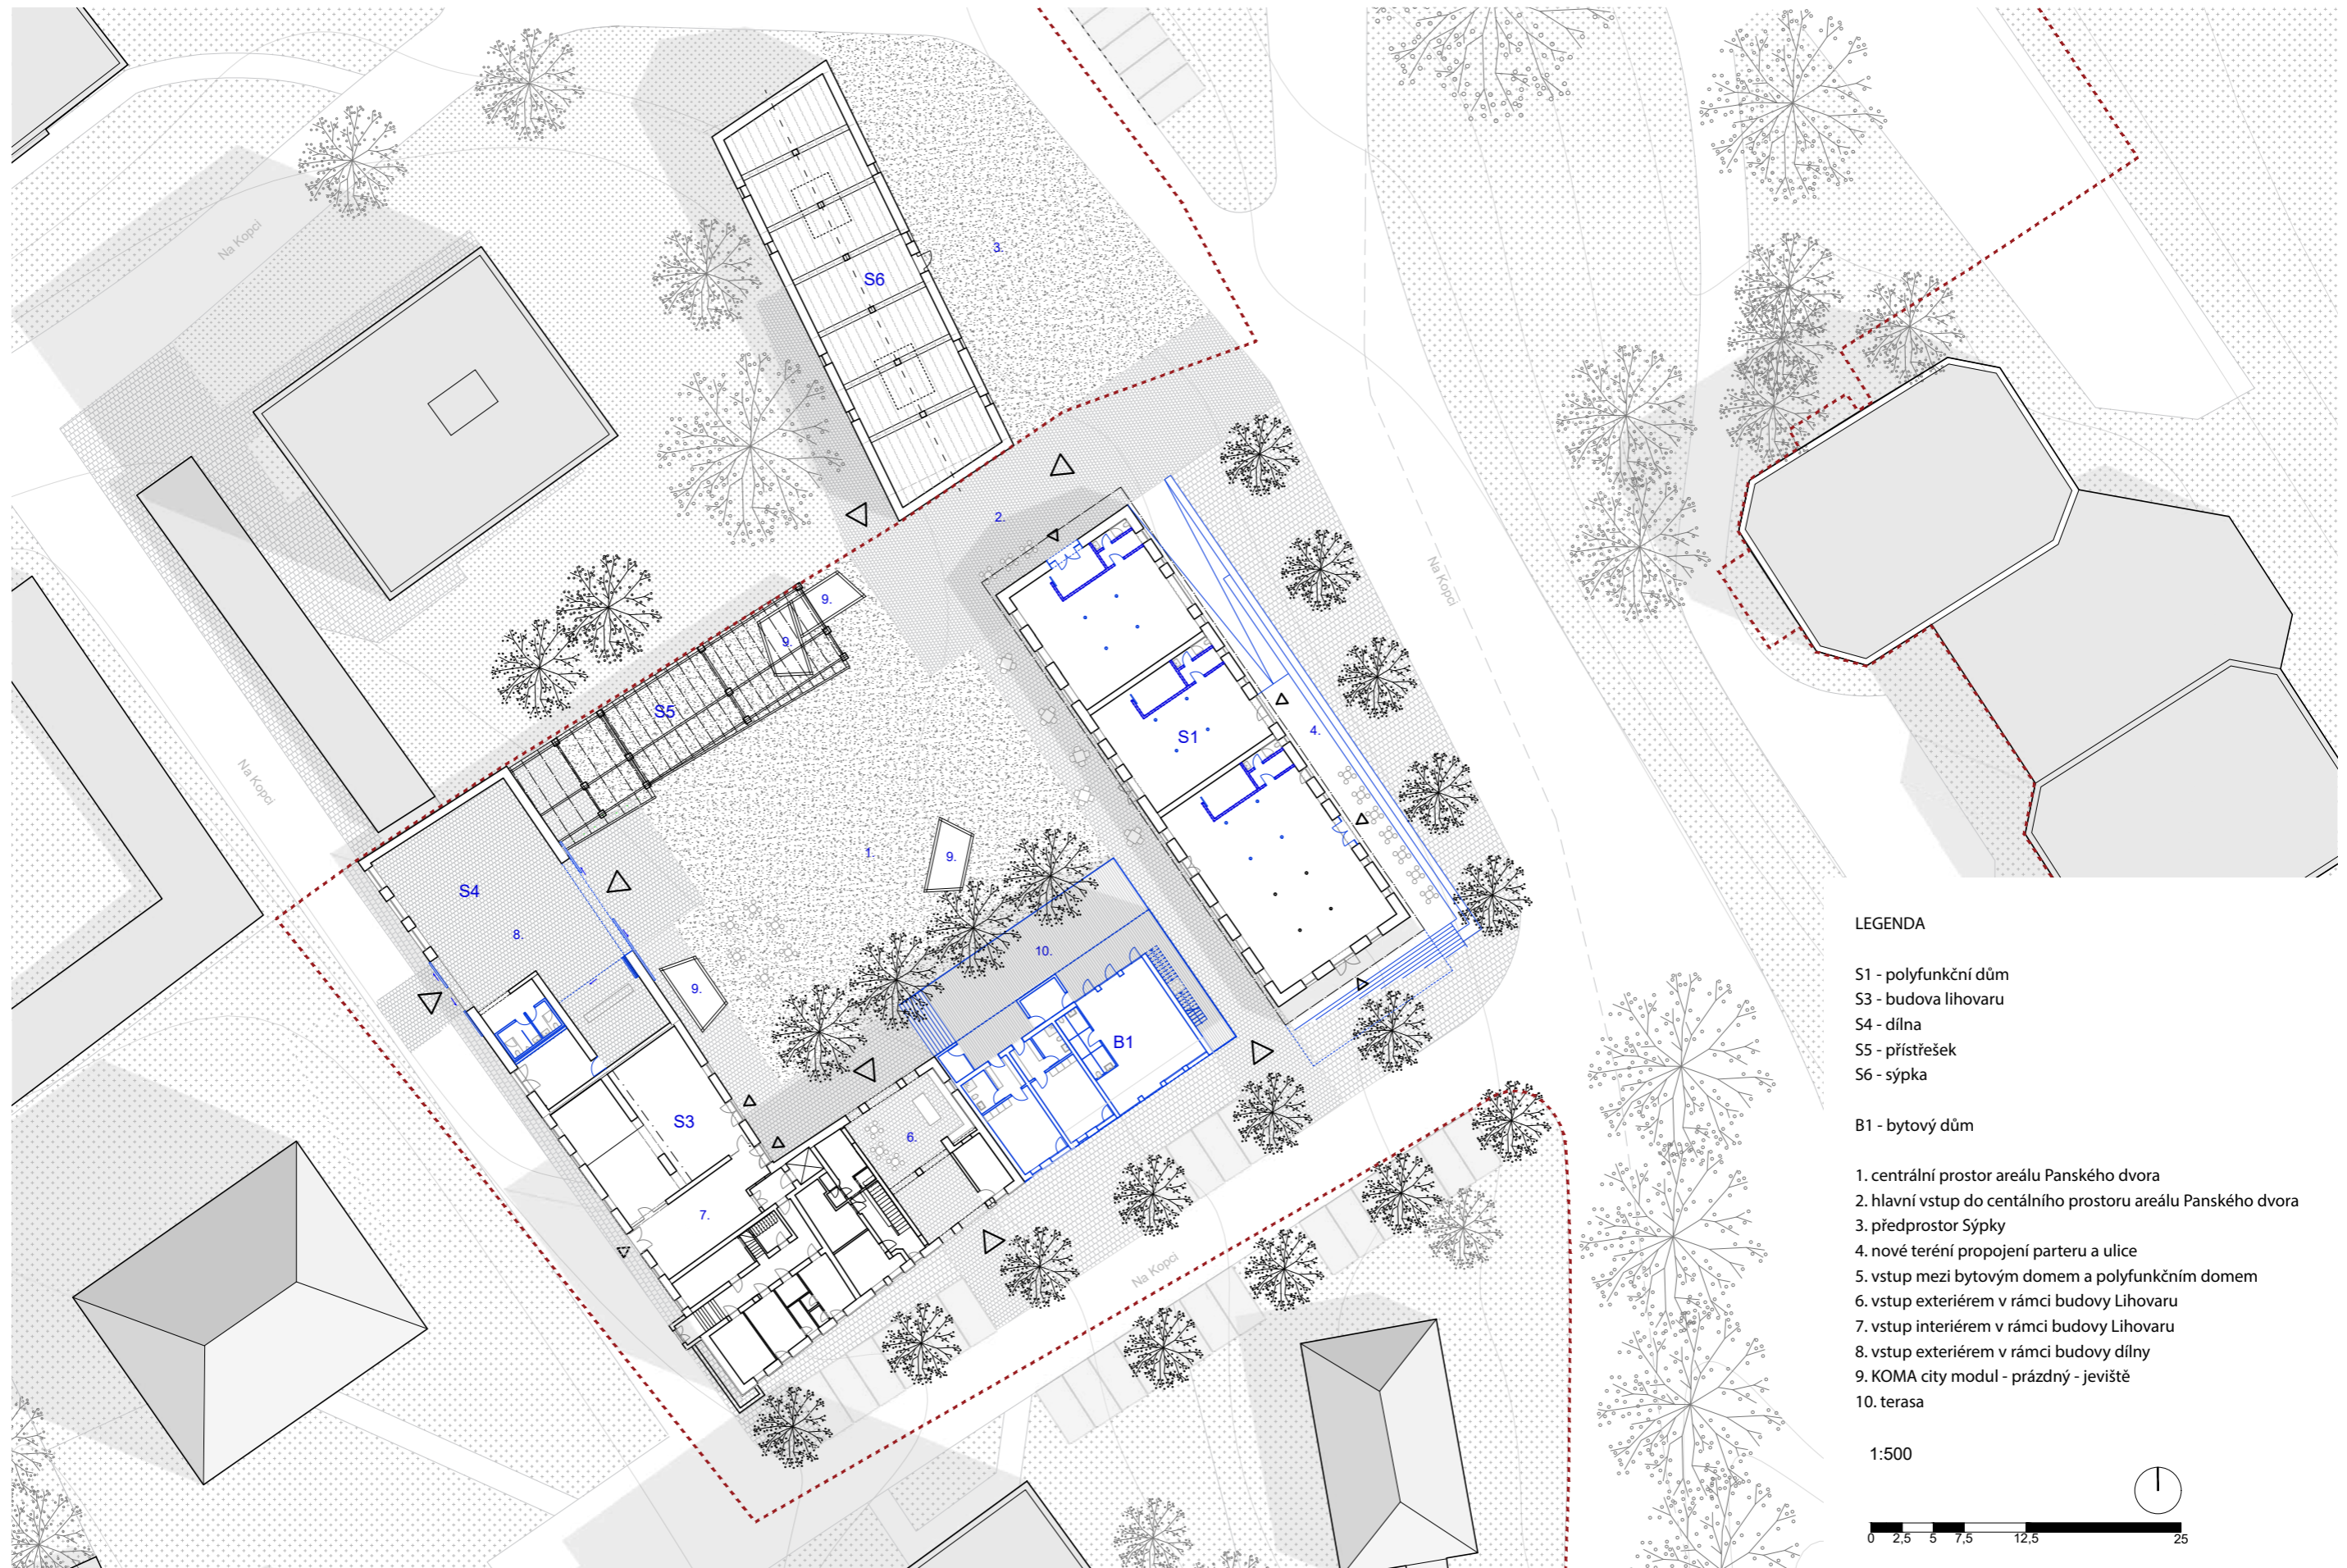 Na Kopci
S6
3.
2.
9.
9.
S5
S1
4.
Na Kopci
Na Kopci
1.
9.
S4
8.
10.
9.
B1
S3
6.
7.
Na Kopci
LEGENDA
S1 - polyfunkční dům
S3 - budova lihovaru
S4 - dílna
S5 - přístřešek
S6 - sýpka
B1 - bytový dům
1. centrální prostor areálu Panského dvora
2. hlavní vstup do centálního prostoru areálu Panského dvora
3. předprostor Sýpky
4. nové teréní propojení parteru a ulice
5. vstup mezi bytovým domem a polyfunkčním domem
6. vstup exteriérem v rámci budovy Lihovaru
7. vstup interiérem v rámci budovy Lihovaru
8. vstup exteriérem v rámci budovy dílny
9. KOMA city modul - prázdný - jeviště
10. terasa
1:500
0 2,5 5 7,5 12,5 25